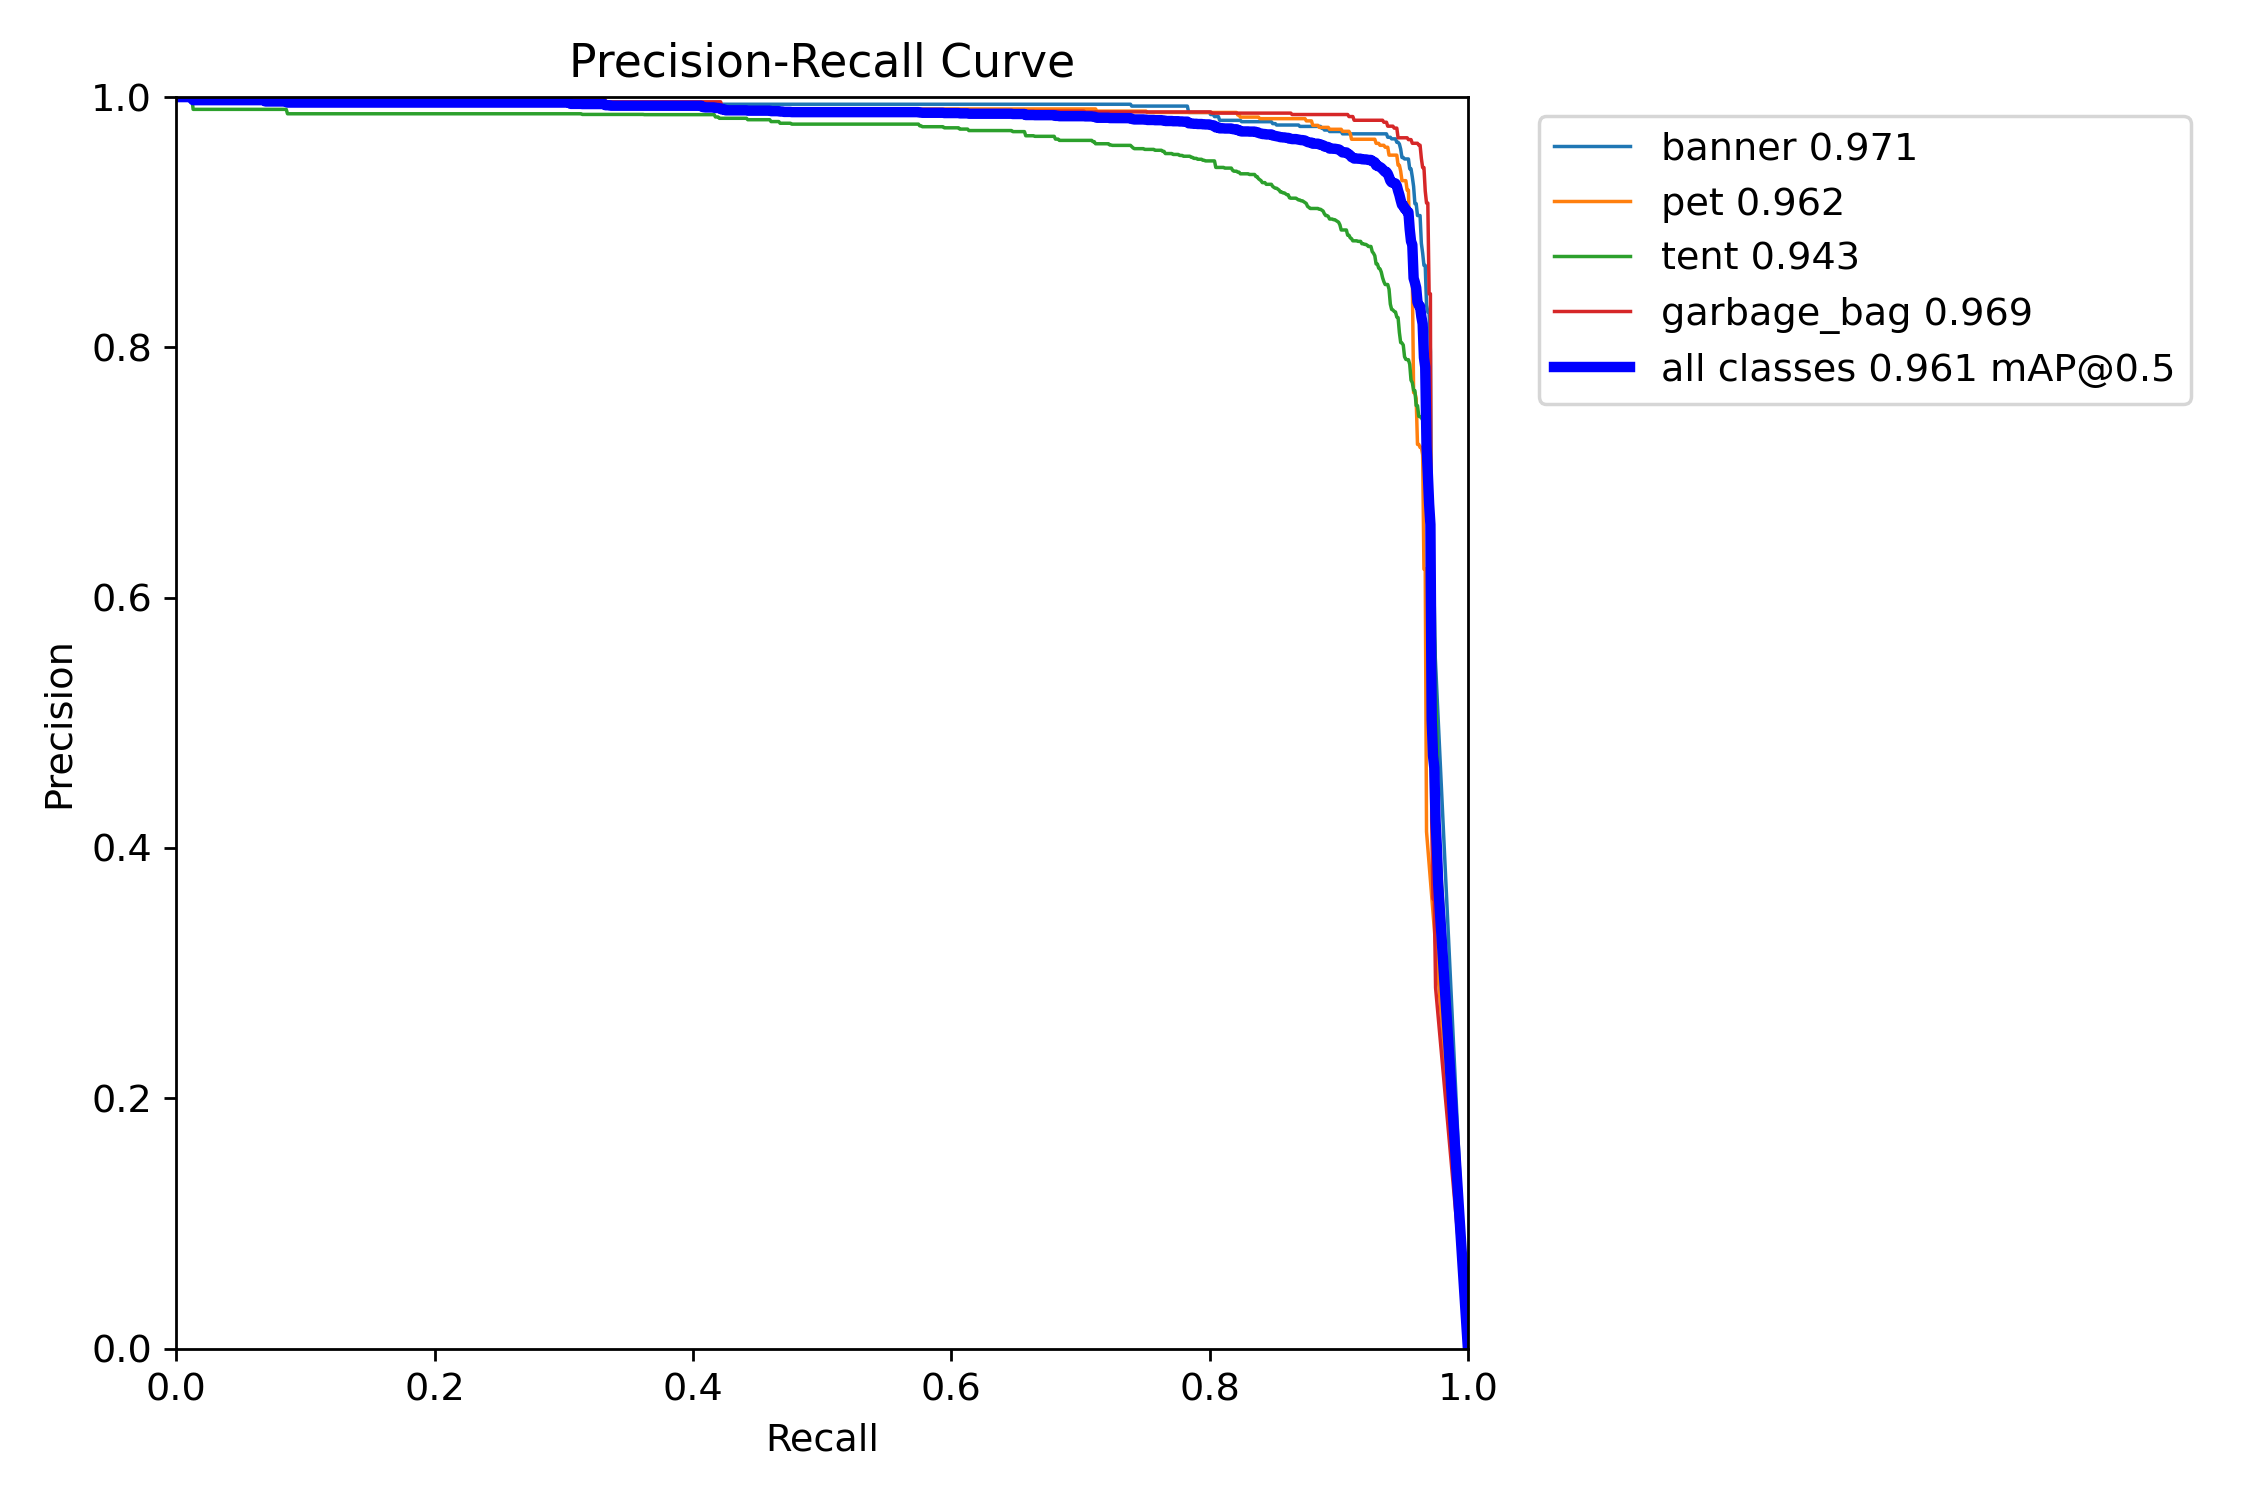 Precision-Recall Curve
1.0
0.8
0.6
0.4
0.2
0.0
Precision
0.0 0.2 0.4 0.6 0.8 1.0
Recall
banner 0.971
pet 0.962
tent 0.943
garbage_bag 0.969
all classes 0.961 mAP@0.5